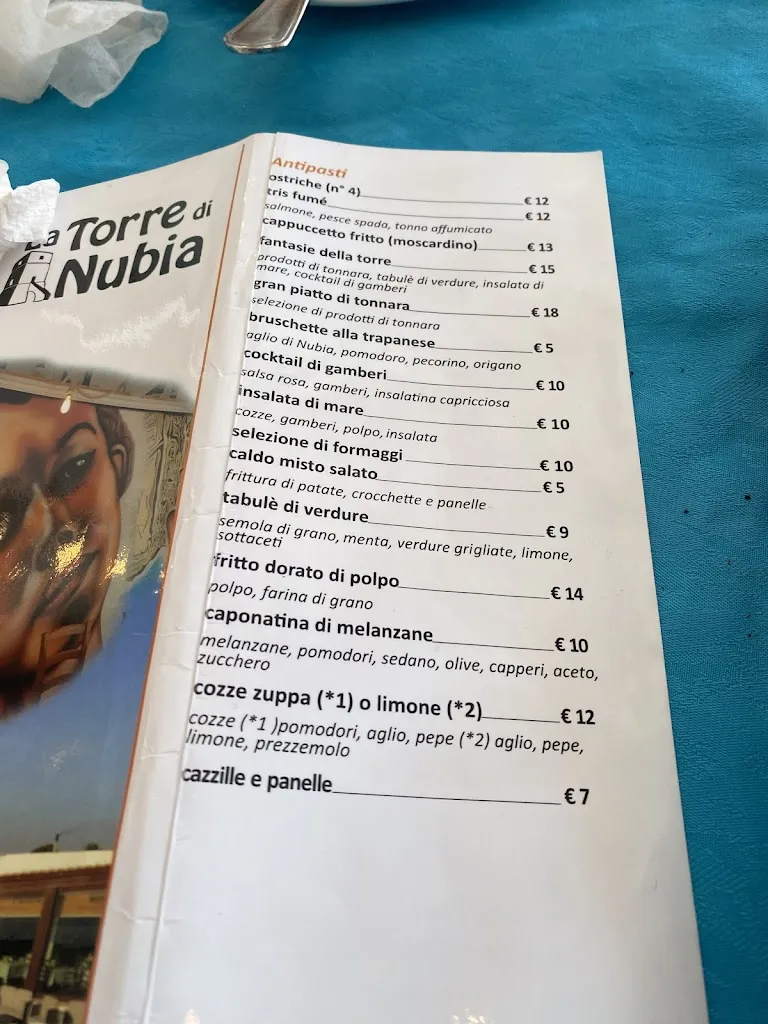 La Torre di
Nubia
Antipasti
ostriche (n° 4) € 12
tris fumé € 12
salmone, pesce spada, tonno affumicato
cappuccetto fritto (moscardino) € 13
fantasie della torre € 15
prodotti di tonnara, tabulè di verdure, insalata di
mare, cocktail di gamberi
gran piatto di tonnara € 18
selezione di prodotti di tonnara
bruschette alla trapanese € 5
aglio di Nubia, pomodoro, pecorino, origano
cocktail di gamberi € 10
salsa rosa, gamberi, insalatina capricciosa
insalata di mare € 10
cozze, gamberi, polpo, insalata
selezione di formaggi € 10
caldo misto salato € 5
frittura di patate, crocchette e panelle
tabulè di verdure € 9
semola di grano, menta, verdure grigliate, limone,
sottaceti
fritto dorato di polpo € 14
polpo, farina di grano
caponatina di melanzane € 10
melanzane, pomodori, sedano, olive, capperi, aceto,
zucchero
cozze zuppa (*1) o limone (*2) € 12
cozze (*1 )pomodori, aglio, pepe (*2) aglio, pepe,
limone, prezzemolo
cazzille e panelle € 7